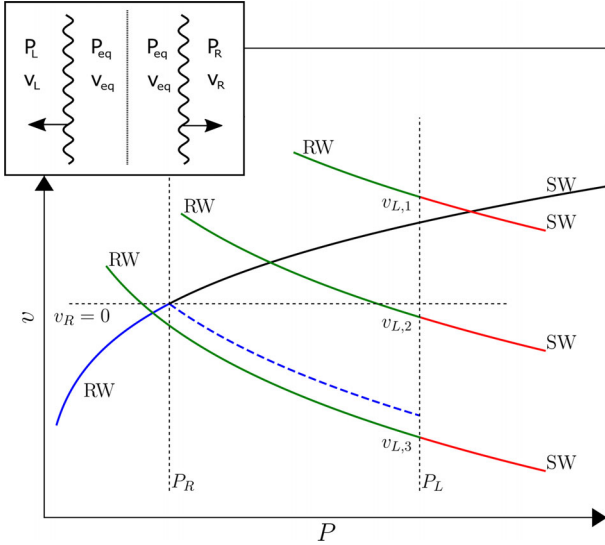 P_L P_eq P_eq P_R
v_L v_eq v_eq v_R
RW
SW
v_{L,1}
SW
RW
RW
v_R = 0
v_{L,2}
v
SW
RW
v_{L,3}
SW
P_R
P_L
P